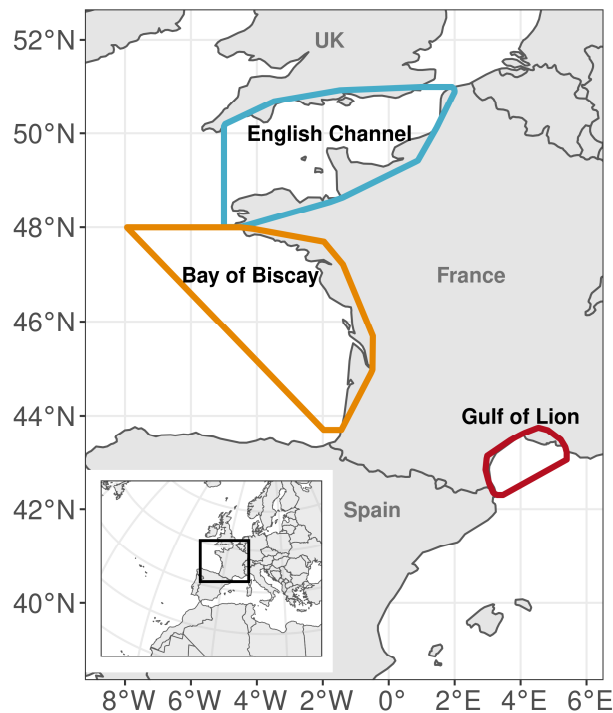 52°N
UK
50°N
English Channel
48°N
Bay of Biscay
France
46°N
44°N
Gulf of Lion
42°N
Spain
40°N
8°W 6°W 4°W 2°W 0° 2°E 4°E 6°E